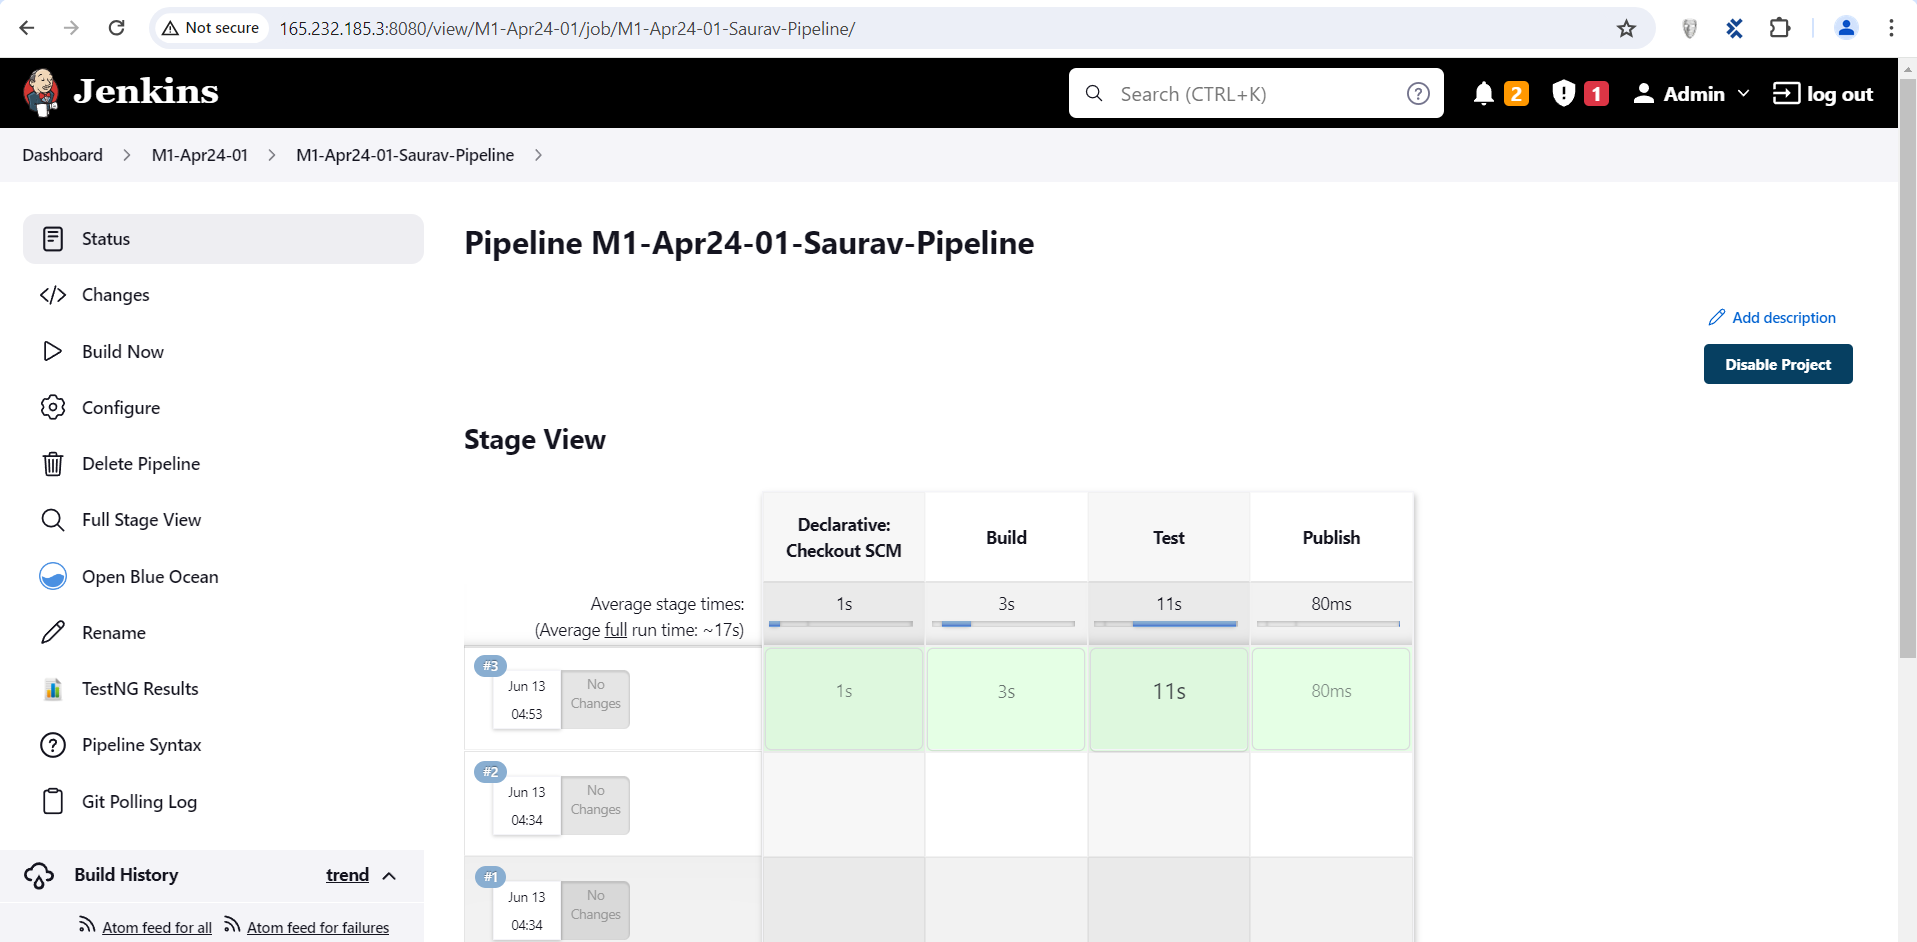 Not secure
165.232.185.3:8080/view/M1-Apr24-01/job/M1-Apr24-01-Saurav-Pipeline/
Jenkins
Search (CTRL+K)
2
1
Admin
log out
Dashboard
M1-Apr24-01
M1-Apr24-01-Saurav-Pipeline
Status
Changes
Build Now
Configure
Delete Pipeline
Full Stage View
Open Blue Ocean
Rename
TestNG Results
Pipeline Syntax
Git Polling Log
Build History
trend
Atom feed for all
Atom feed for failures
Pipeline M1-Apr24-01-Saurav-Pipeline
Add description
Disable Project
Stage View
Declarative:
Checkout SCM
Build
Test
Publish
Average stage times:
(Average full run time: ~17s)
1s
3s
11s
80ms
#3
Jun 13
04:53
No
Changes
1s
3s
11s
80ms
#2
Jun 13
04:34
No
Changes
#1
Jun 13
04:34
No
Changes